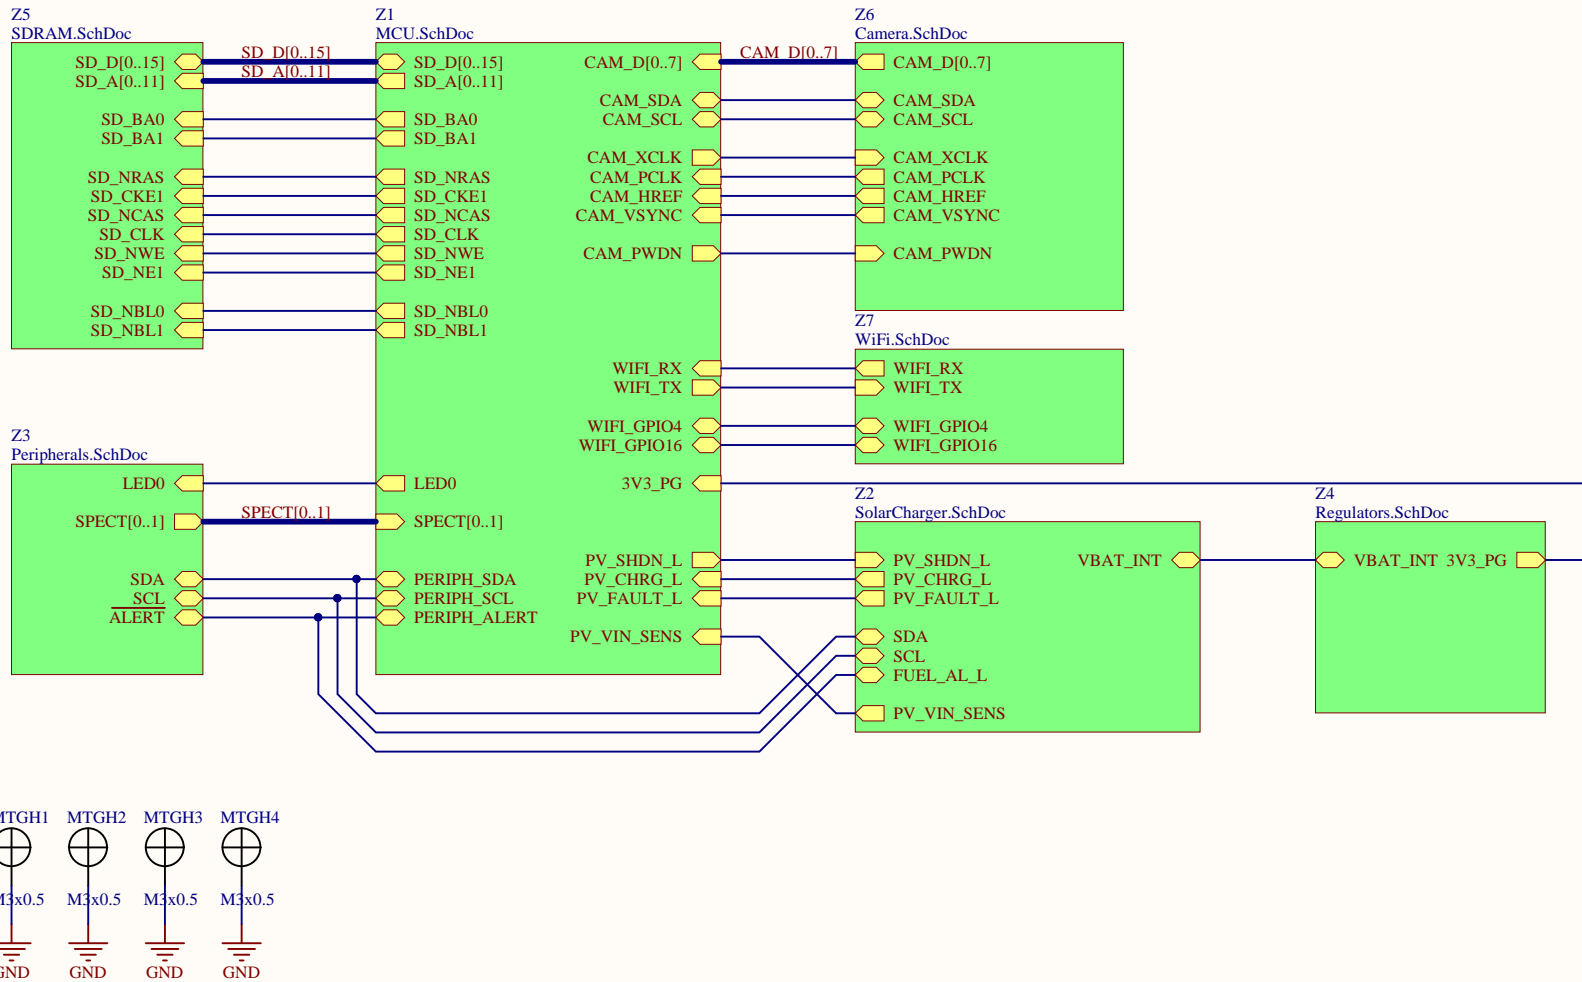 Z5
SDRAM.SchDoc
SD_D[0..15]
SD_A[0..11]
SD_BA0
SD_BA1
SD_NRAS
SD_CKE1
SD_NCAS
SD_CLK
SD_NWE
SD_NE1
SD_NBL0
SD_NBL1
SD_D[0..15]
SD_A[0..11]
Z1
MCU.SchDoc
SD_D[0..15]
SD_A[0..11]
SD_BA0
SD_BA1
SD_NRAS
SD_CKE1
SD_NCAS
SD_CLK
SD_NWE
SD_NE1
SD_NBL0
SD_NBL1
LED0
SPECT[0..1]
PERIPH_SDA
PERIPH_SCL
PERIPH_ALERT
CAM_D[0..7]
CAM_SDA
CAM_SCL
CAM_XCLK
CAM_PCLK
CAM_HREF
CAM_VSYNC
CAM_PWDN
WIFI_RX
WIFI_TX
WIFI_GPIO4
WIFI_GPIO16
3V3_PG
PV_SHDN_L
PV_CHRG_L
PV_FAULT_L
PV_VIN_SENS
CAM_D[0..7]
Z6
Camera.SchDoc
CAM_D[0..7]
CAM_SDA
CAM_SCL
CAM_XCLK
CAM_PCLK
CAM_HREF
CAM_VSYNC
CAM_PWDN
Z7
WiFi.SchDoc
WIFI_RX
WIFI_TX
WIFI_GPIO4
WIFI_GPIO16
Z3
Peripherals.SchDoc
LED0
SPECT[0..1]
SDA
SCL
ALERT
SPECT[0..1]
Z2
SolarCharger.SchDoc
PV_SHDN_L
PV_CHRG_L
PV_FAULT_L
SDA
SCL
FUEL_AL_L
PV_VIN_SENS
VBAT_INT
Z4
Regulators.SchDoc
VBAT_INT 3V3_PG
MTGH1 MTGH2 MTGH3 MTGH4
M3x0.5 M3x0.5 M3x0.5 M3x0.5
GND GND GND GND